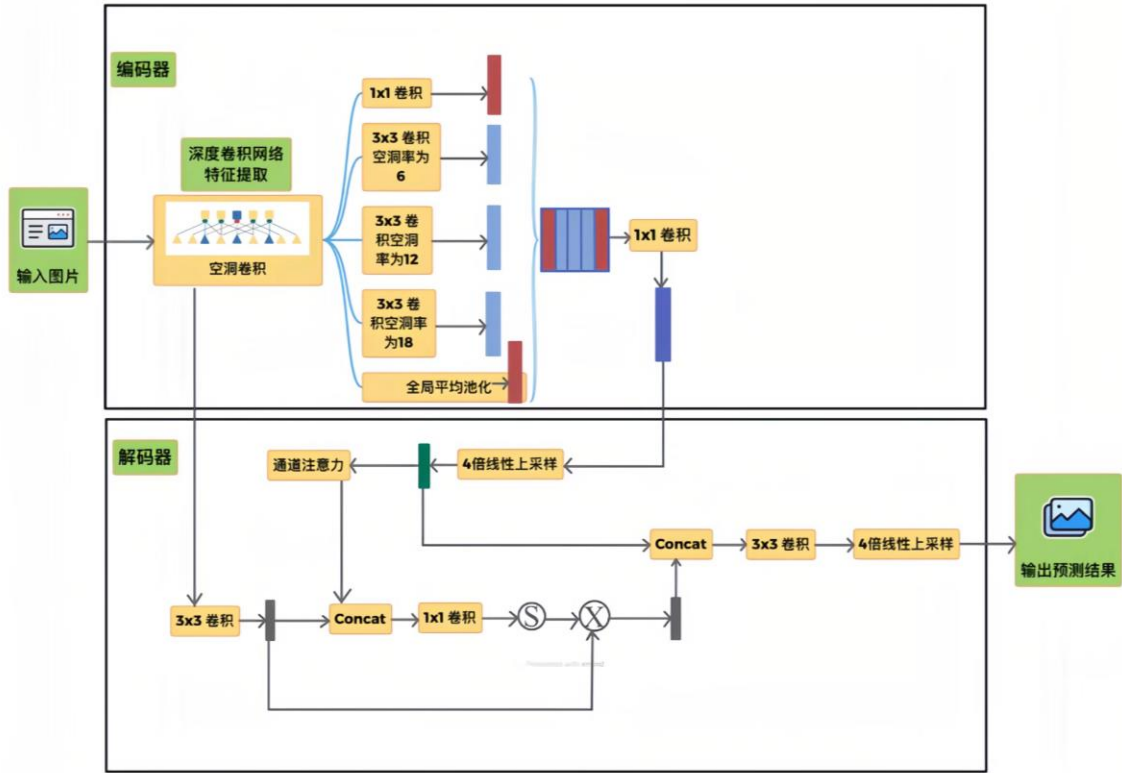 编码器
输入图片
深度卷积网络
特征提取
空洞卷积
1x1 卷积
3x3 卷积
空洞率为
6
3x3 卷
积空洞
率为12
3x3 卷
积空洞率
为18
全局平均池化
1x1 卷积
解码器
通道注意力
4倍线性上采样
Concat
3x3 卷积
4倍线性上采样
输出预测结果
3x3 卷积
Concat
1x1 卷积
S
X
Presented with xmind